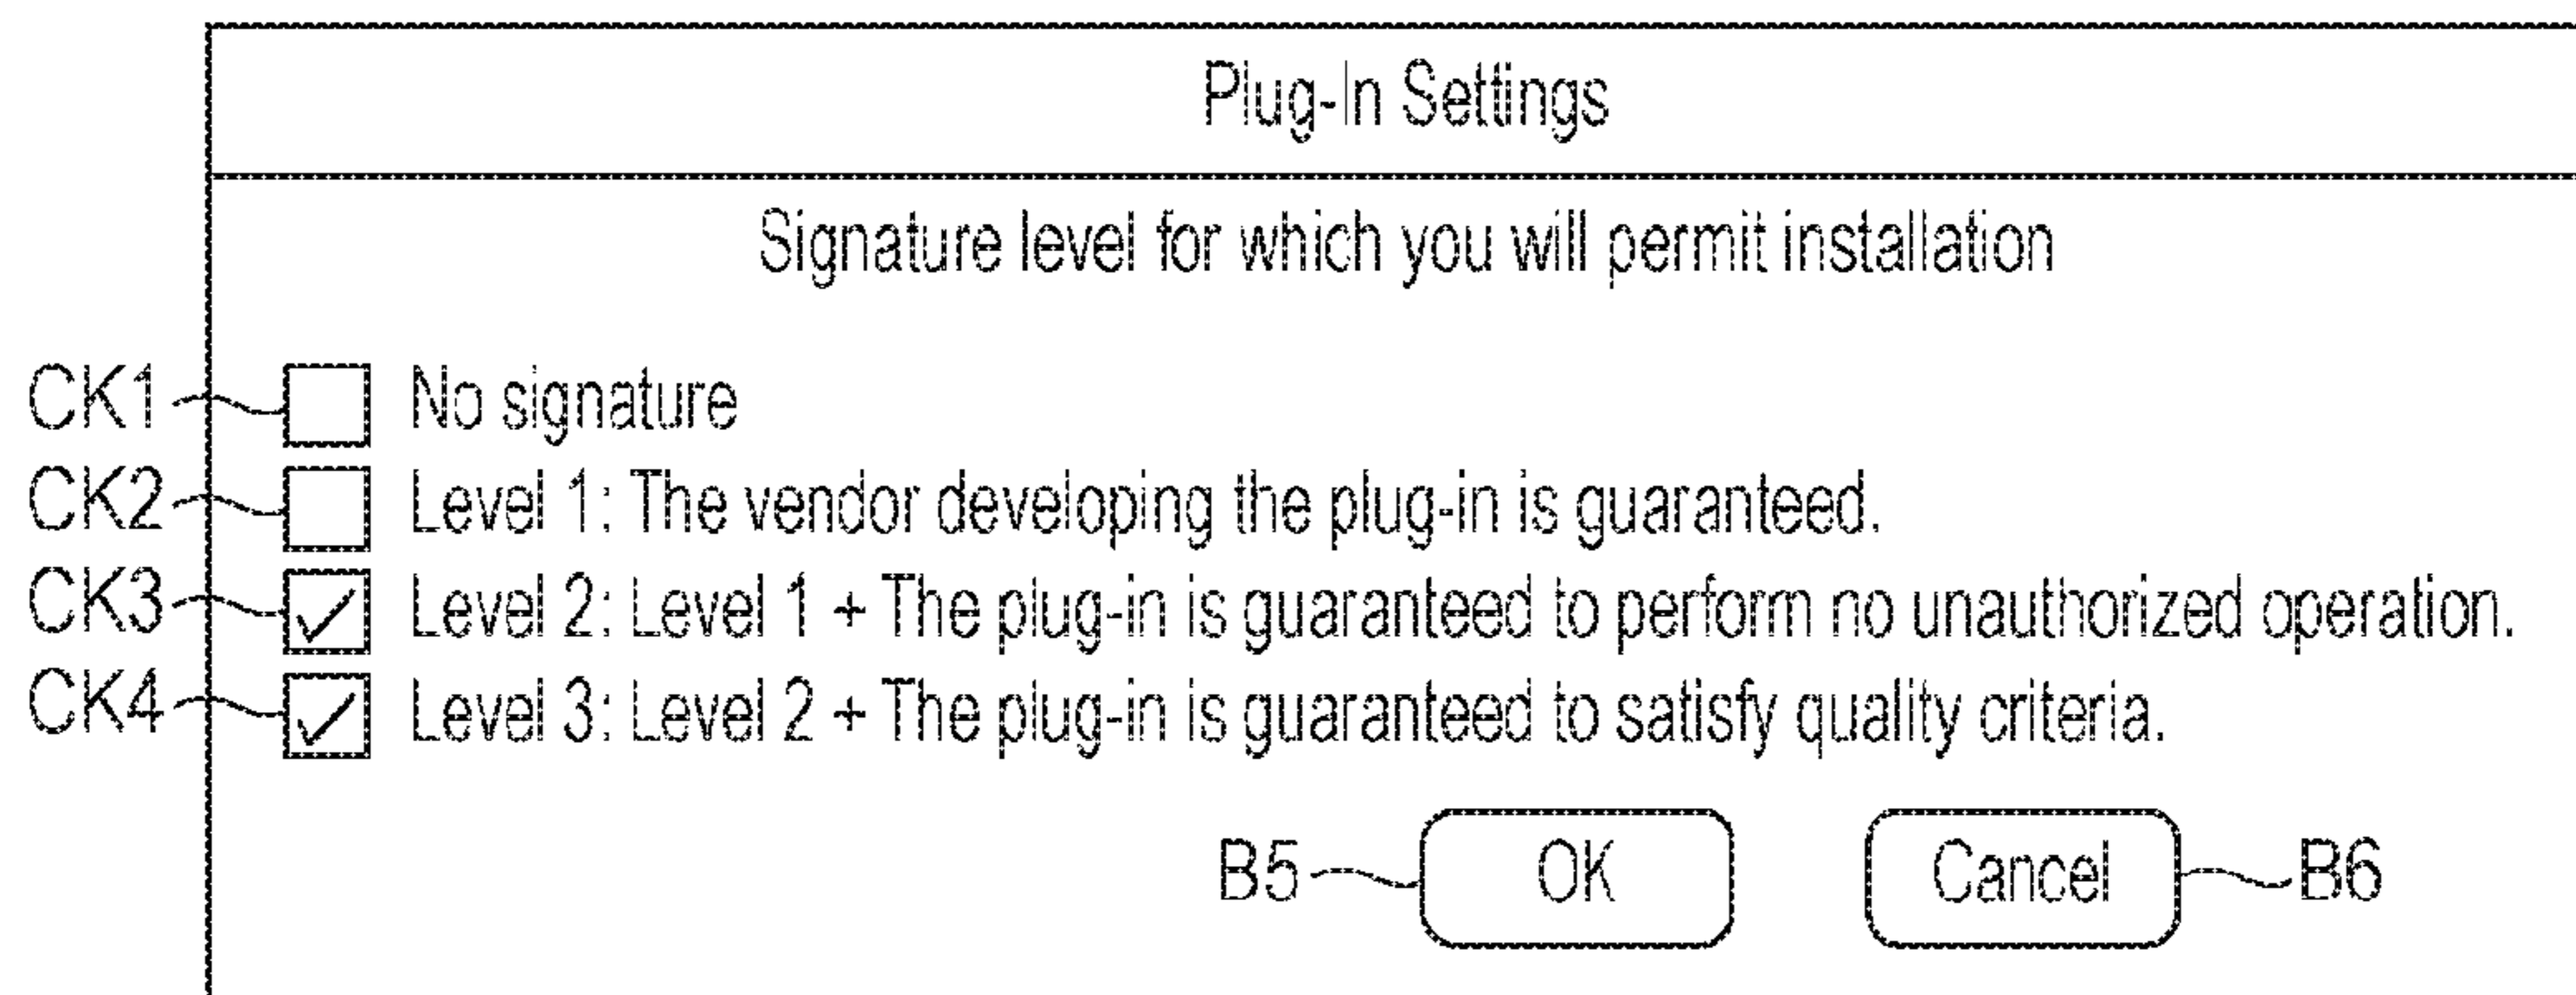 Plug-In Settings
Signature level for which you will permit installation
CK1 No signature
CK2 Level 1: The vendor developing the plug-in is guaranteed.
CK3 Level 2: Level 1 + The plug-in is guaranteed to perform no unauthorized operation.
CK4 Level 3: Level 2 + The plug-in is guaranteed to satisfy quality criteria.
B5 OK Cancel B6